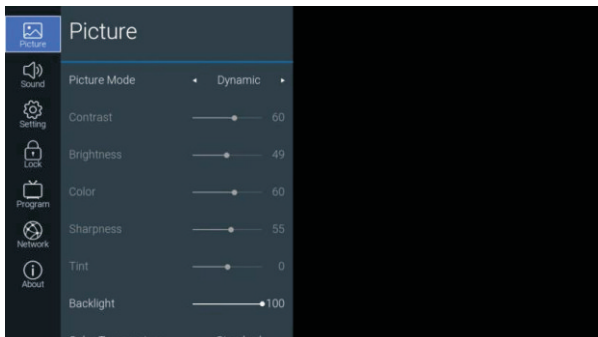 Picture
Sound
Setting
Lock
Program
Network
About
Picture
Picture Mode Dynamic
Contrast 60
Brightness 49
Color 60
Sharpness 55
Tint 0
Backlight 100